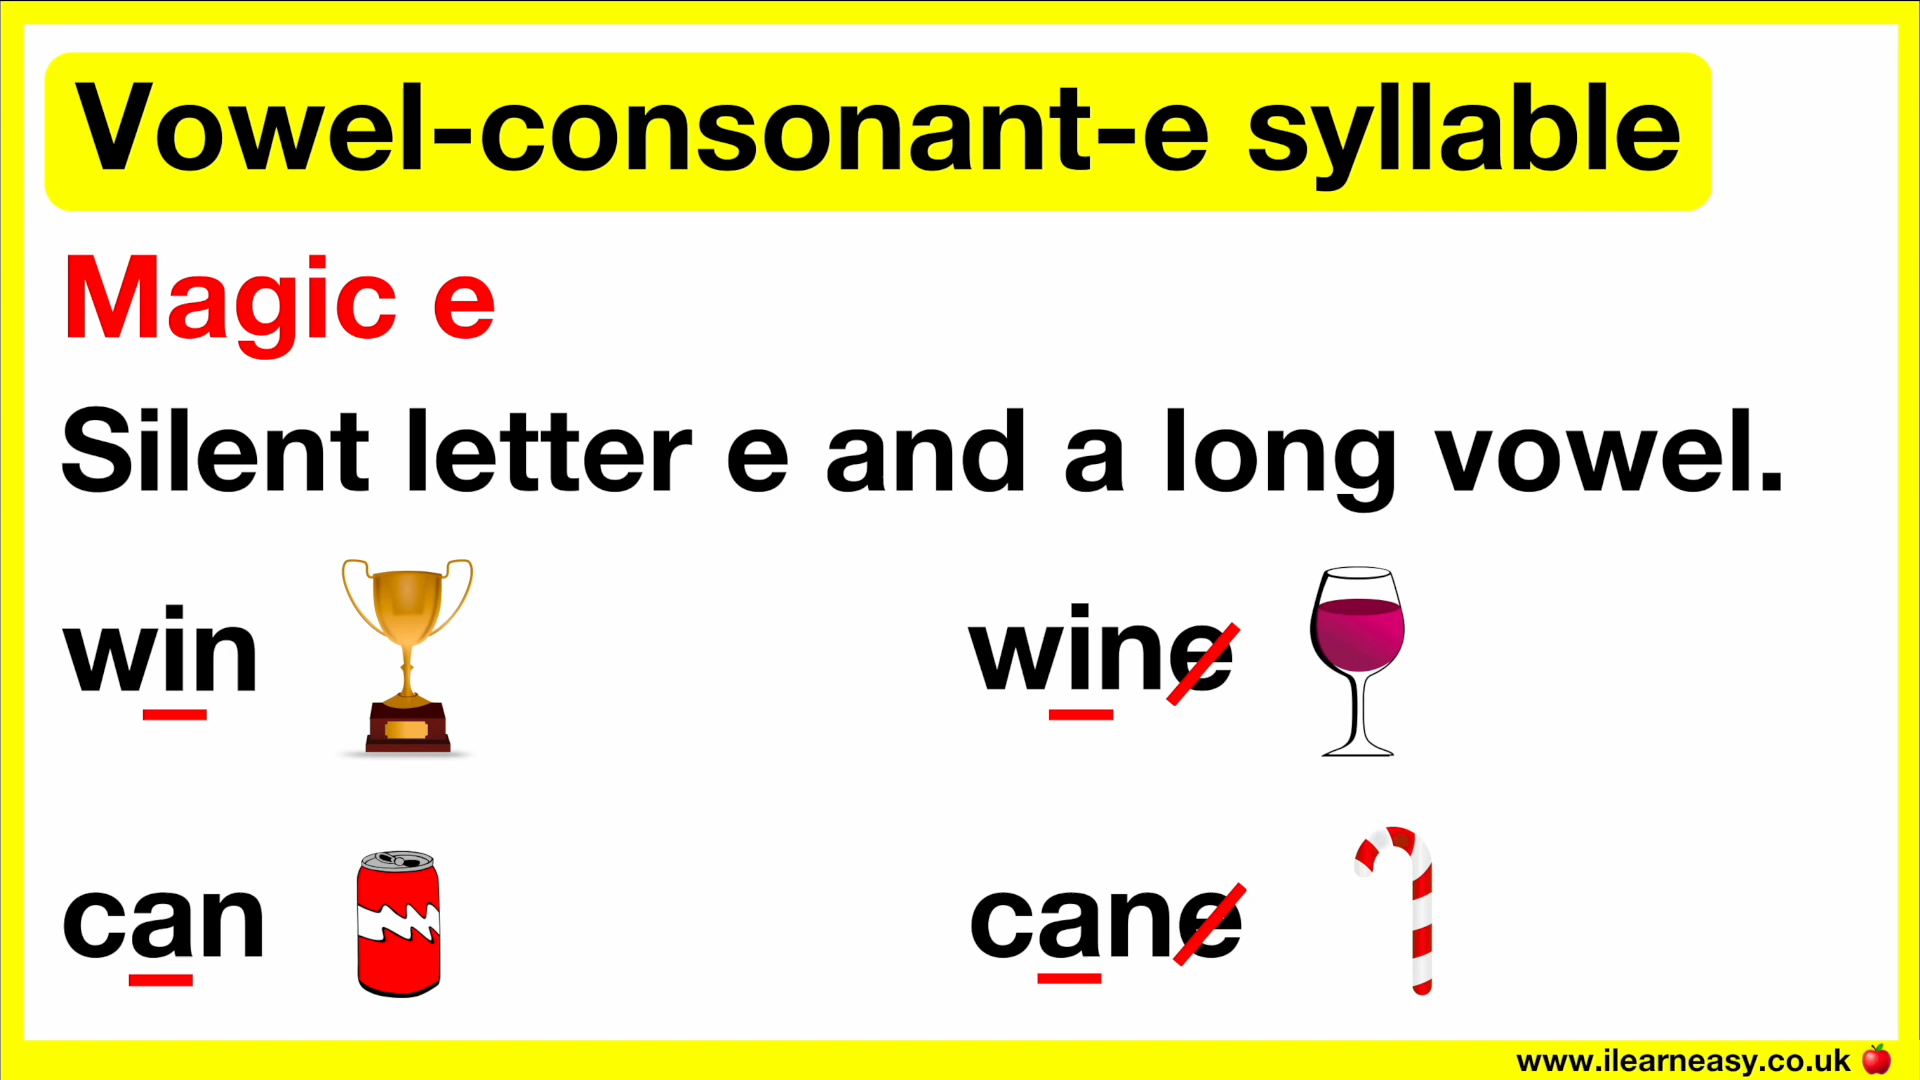 Vowel-consonant-e syllable
Magic e
Silent letter e and a long vowel.
win wine
can cane
www.ilearneasy.co.uk